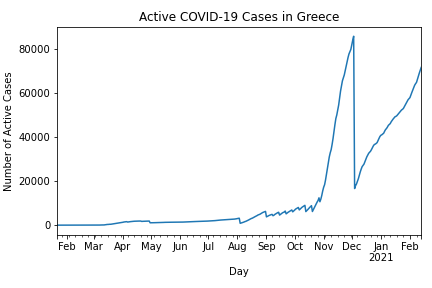 Active COVID-19 Cases in Greece
Number of Active Cases
80000
60000
40000
20000
0
Feb Mar Apr May Jun Jul Aug Sep Oct Nov Dec Jan Feb
2021
Day